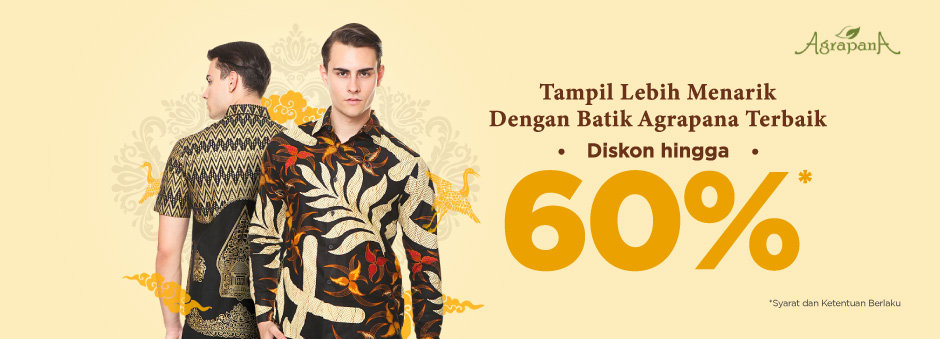 AgrapanA
Tampil Lebih Menarik
Dengan Batik Agrapana Terbaik
• Diskon hingga •
60%*
*Syarat dan Ketentuan Berlaku